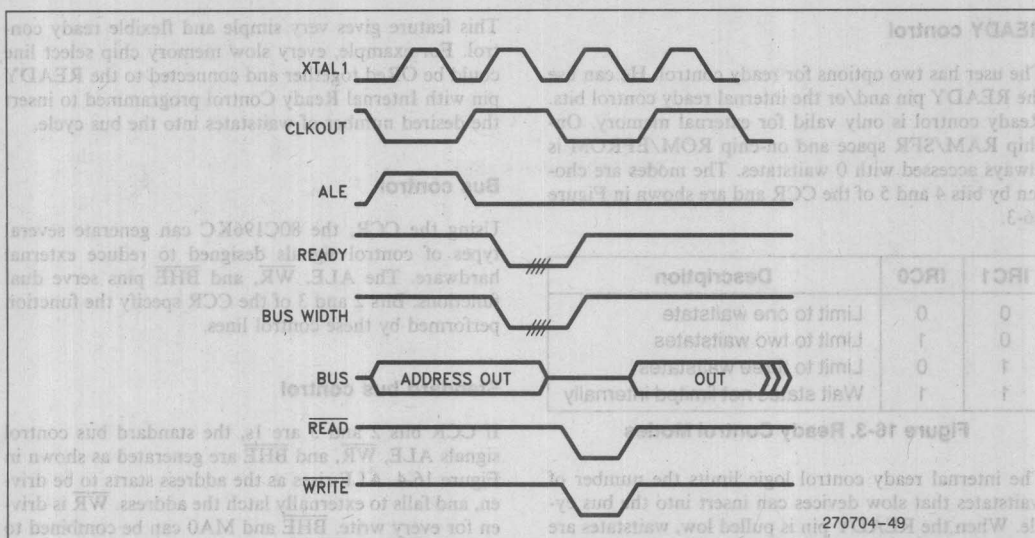 XTAL1
CLKOUT
ALE
READY
BUS WIDTH
BUS ADDRESS OUT OUT
READ
WRITE
270704-49
READY control
The user has two options for ready control. He can use
the READY pin and/or the internal ready control bits.
Ready control is only valid for external memory. On-
chip RAM/SFR space and on-chip ROM/EPROM is
always accessed with 0 waitstates. The modes are cho-
sen by bits 4 and 5 of the CCR and are shown in Figure
16-3.
IRC1 IRC0 Description
0 0 Limit to one waitstate
0 1 Limit to two waitstates
1 0 Limit to three waitstates
1 1 Wait states not limited internally
Figure 16-3. Ready Control Modes
The internal ready control logic limits the number of
waitstates that slow devices can insert into the bus cy-
cle. When the READY pin is pulled low, waitstates are
This feature gives very simple and flexible ready con-
trol. For example, every slow memory chip select line
could be ORed together and connected to the READY
pin with Internal Ready Control programmed to insert
the desired number of waitstates into the bus cycle.
Bus control
Using the CCR, the 80C196KC can generate several
types of control signals designed to reduce external
hardware. The ALE, WR, and BHE pins serve dual
functions. Bits 2 and 3 of the CCR specify the function
performed by these control lines.
Standard bus control
If CCR bits 2 and 3 are 1s, the standard bus control
signals ALE, WR, and BHE are generated as shown in
Figure 16-4. ALE rises as the address starts to be driv-
en, and falls to externally latch the address. WR is driv-
en for every write. BHE and MA0 can be combined to